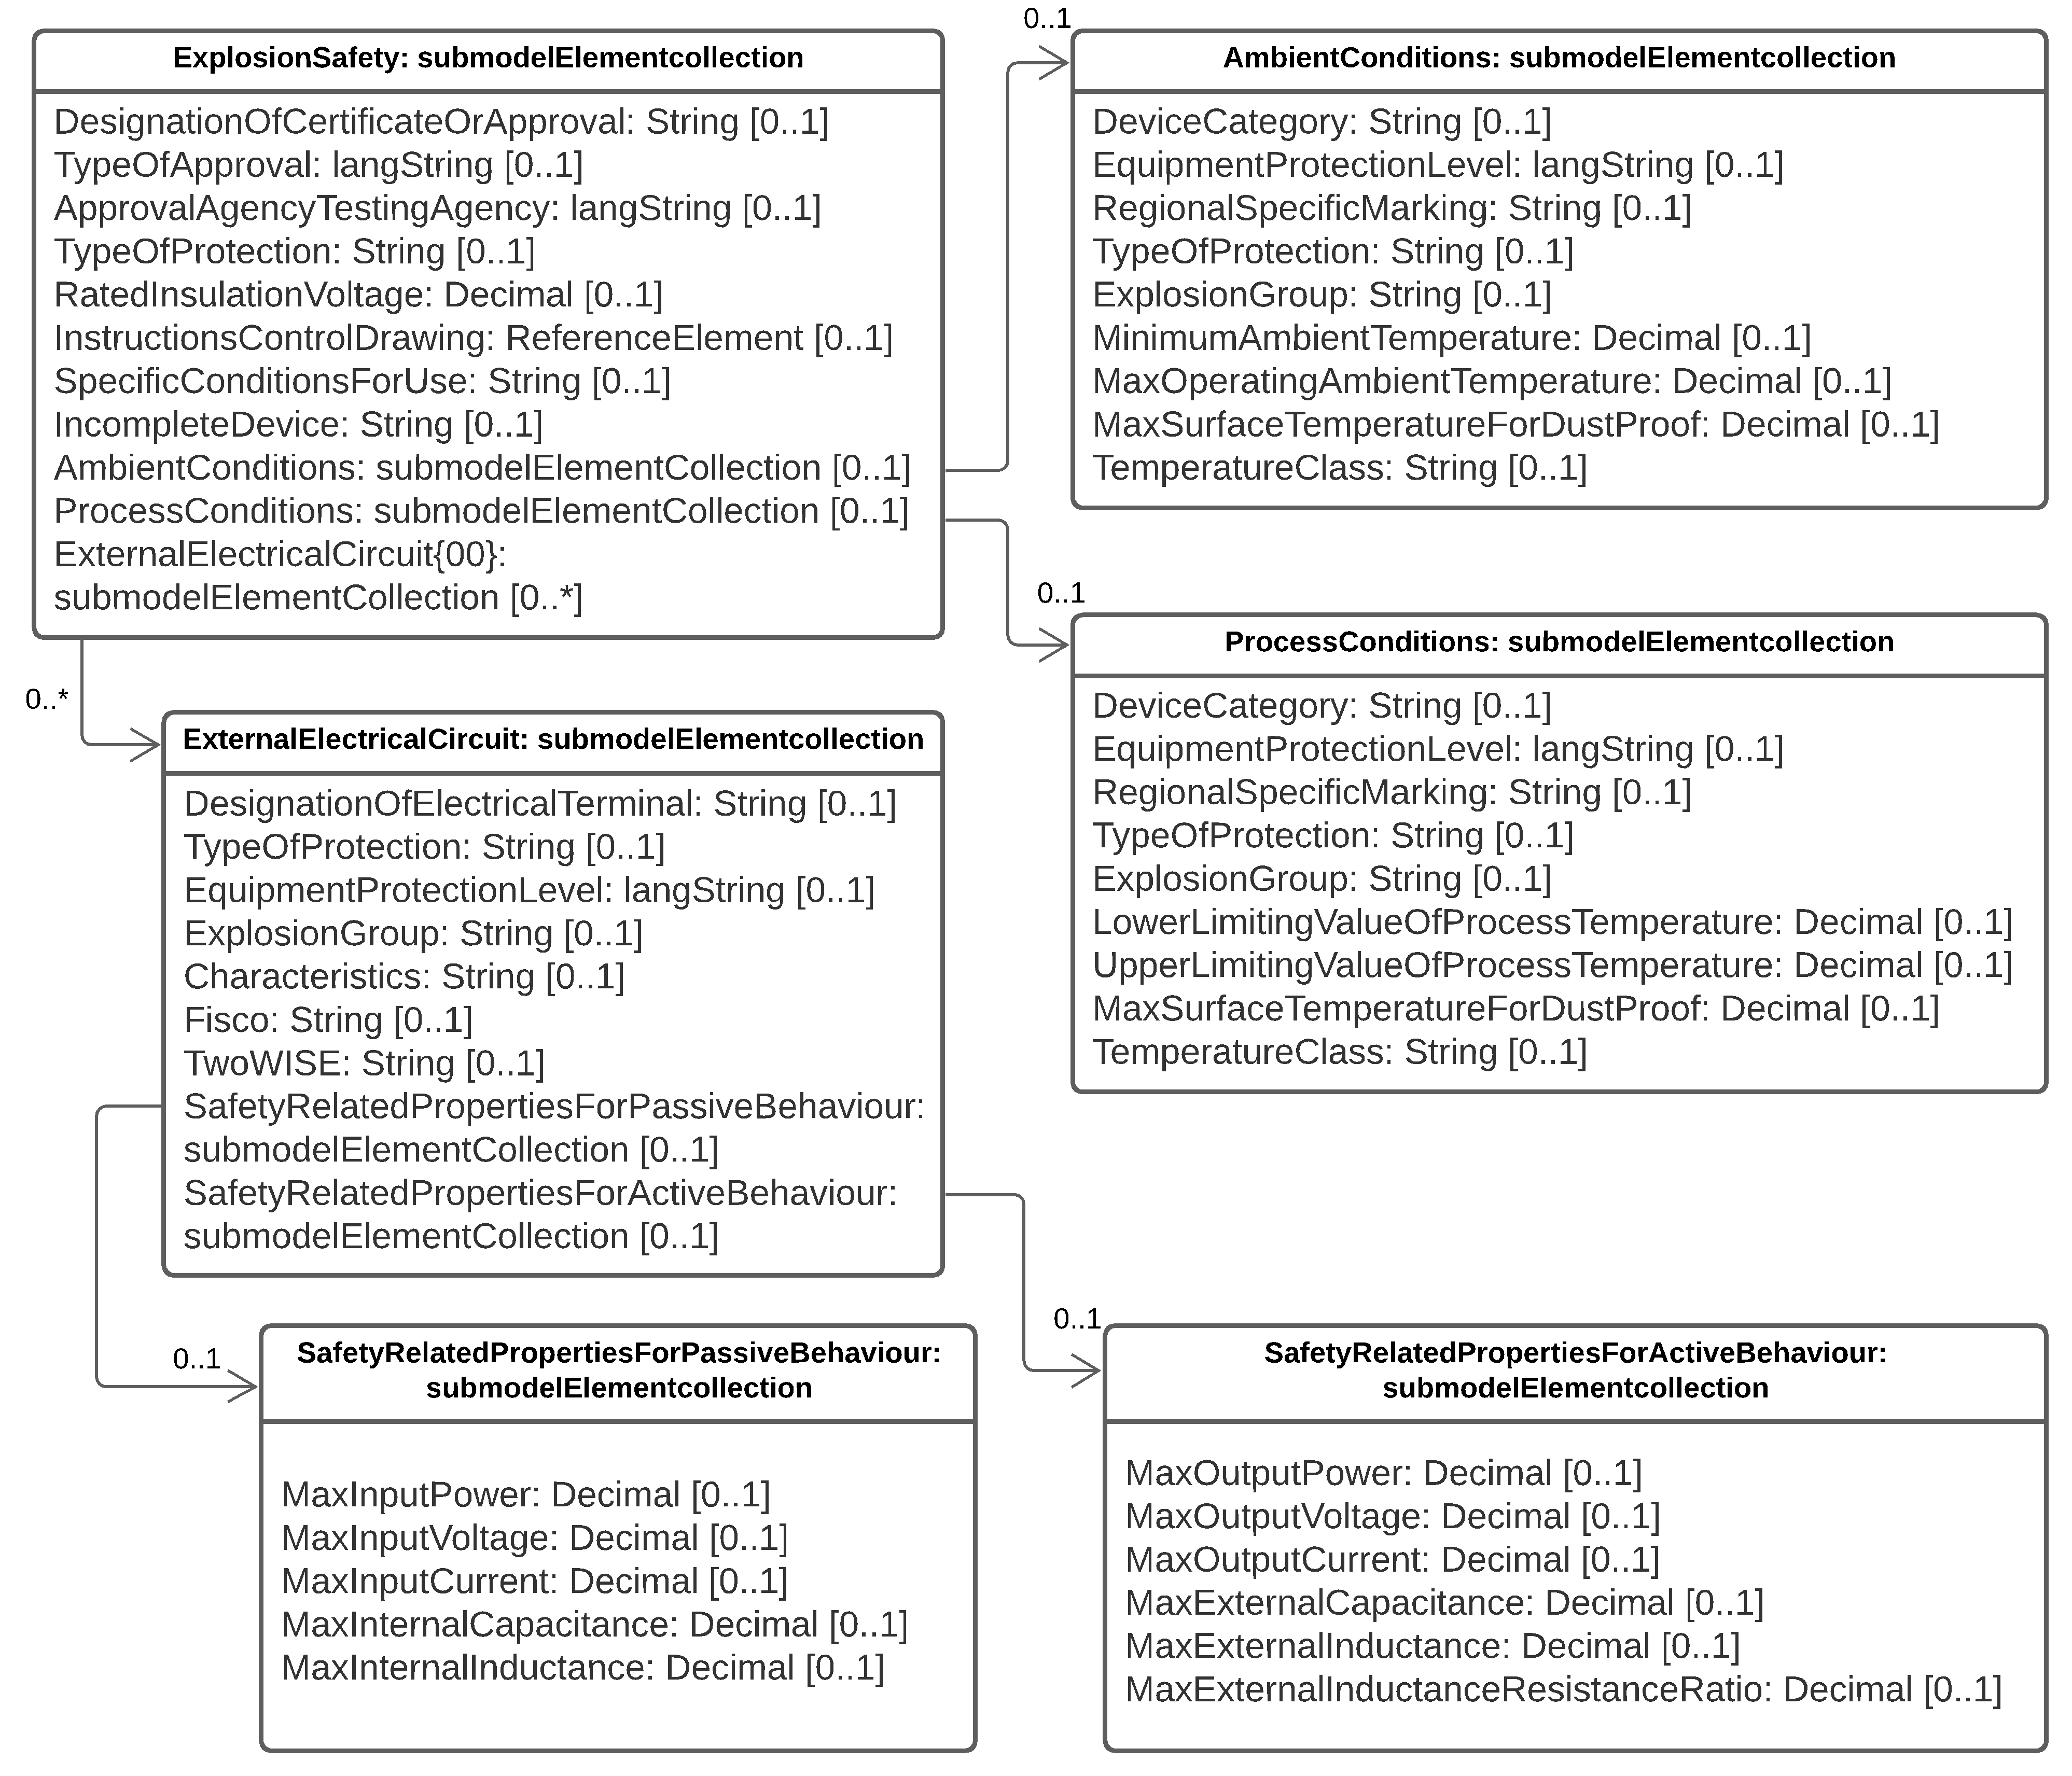 ExplosionSafety: submodelElementcollection
DesignationOfCertificateOrApproval: String [0..1]
TypeOfApproval: langString [0..1]
ApprovalAgencyTestingAgency: langString [0..1]
TypeOfProtection: String [0..1]
RatedInsulationVoltage: Decimal [0..1]
InstructionsControlDrawing: ReferenceElement [0..1]
SpecificConditionsForUse: String [0..1]
IncompleteDevice: String [0..1]
AmbientConditions: submodelElementCollection [0..1]
ProcessConditions: submodelElementCollection [0..1]
ExternalElectricalCircuit{00}:
submodelElementCollection [0..*]
0..1
AmbientConditions: submodelElementcollection
DeviceCategory: String [0..1]
EquipmentProtectionLevel: langString [0..1]
RegionalSpecificMarking: String [0..1]
TypeOfProtection: String [0..1]
ExplosionGroup: String [0..1]
MinimumAmbientTemperature: Decimal [0..1]
MaxOperatingAmbientTemperature: Decimal [0..1]
MaxSurfaceTemperatureForDustProof: Decimal [0..1]
TemperatureClass: String [0..1]
0..1
ProcessConditions: submodelElementcollection
DeviceCategory: String [0..1]
EquipmentProtectionLevel: langString [0..1]
RegionalSpecificMarking: String [0..1]
TypeOfProtection: String [0..1]
ExplosionGroup: String [0..1]
LowerLimitingValueOfProcessTemperature: Decimal [0..1]
UpperLimitingValueOfProcessTemperature: Decimal [0..1]
MaxSurfaceTemperatureForDustProof: Decimal [0..1]
TemperatureClass: String [0..1]
0..*
ExternalElectricalCircuit: submodelElementcollection
DesignationOfElectricalTerminal: String [0..1]
TypeOfProtection: String [0..1]
EquipmentProtectionLevel: langString [0..1]
ExplosionGroup: String [0..1]
Characteristics: String [0..1]
Fisco: String [0..1]
TwoWISE: String [0..1]
SafetyRelatedPropertiesForPassiveBehaviour:
submodelElementCollection [0..1]
SafetyRelatedPropertiesForActiveBehaviour:
submodelElementCollection [0..1]
0..1
SafetyRelatedPropertiesForPassiveBehaviour:
submodelElementcollection
MaxInputPower: Decimal [0..1]
MaxInputVoltage: Decimal [0..1]
MaxInputCurrent: Decimal [0..1]
MaxInternalCapacitance: Decimal [0..1]
MaxInternalInductance: Decimal [0..1]
0..1
SafetyRelatedPropertiesForActiveBehaviour:
submodelElementcollection
MaxOutputPower: Decimal [0..1]
MaxOutputVoltage: Decimal [0..1]
MaxOutputCurrent: Decimal [0..1]
MaxExternalCapacitance: Decimal [0..1]
MaxExternalInductance: Decimal [0..1]
MaxExternalInductanceResistanceRatio: Decimal [0..1]